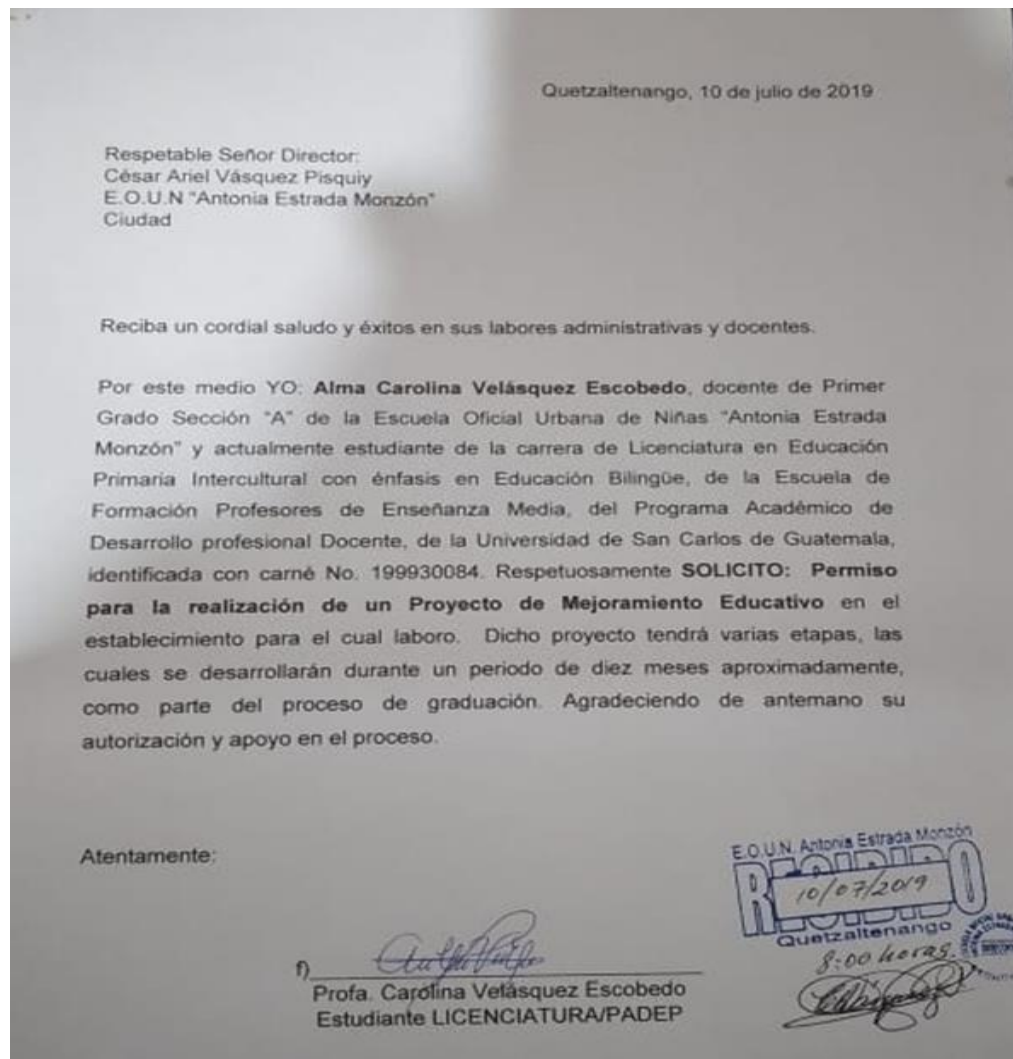 Quetzaltenango, 10 de julio de 2019
Respetable Señor Director:
César Ariel Vásquez Pisquiy
E.O.U.N "Antonia Estrada Monzón"
Ciudad
Reciba un cordial saludo y éxitos en sus labores administrativas y docentes.
Por este medio YO: Alma Carolina Velásquez Escobedo, docente de Primer
Grado Sección "A" de la Escuela Oficial Urbana de Niñas "Antonia Estrada
Monzón" y actualmente estudiante de la carrera de Licenciatura en Educación
Primaria Intercultural con énfasis en Educación Bilingüe, de la Escuela de
Formación Profesores de Enseñanza Media, del Programa Académico de
Desarrollo profesional Docente, de la Universidad de San Carlos de Guatemala,
identificada con carné No. 199930084. Respetuosamente SOLICITO: Permiso
para la realización de un Proyecto de Mejoramiento Educativo en el
establecimiento para el cual laboro. Dicho proyecto tendrá varias etapas, las
cuales se desarrollarán durante un periodo de diez meses aproximadamente,
como parte del proceso de graduación. Agradeciendo de antemano su
autorización y apoyo en el proceso.
Atentamente:
E.O.U.N. Antonia Estrada Monzón
RECIBIDO
10/07/2019
Quetzaltenango
8:00 horas.
f)
Profa. Carolina Velásquez Escobedo
Estudiante LICENCIATURA/PADEP